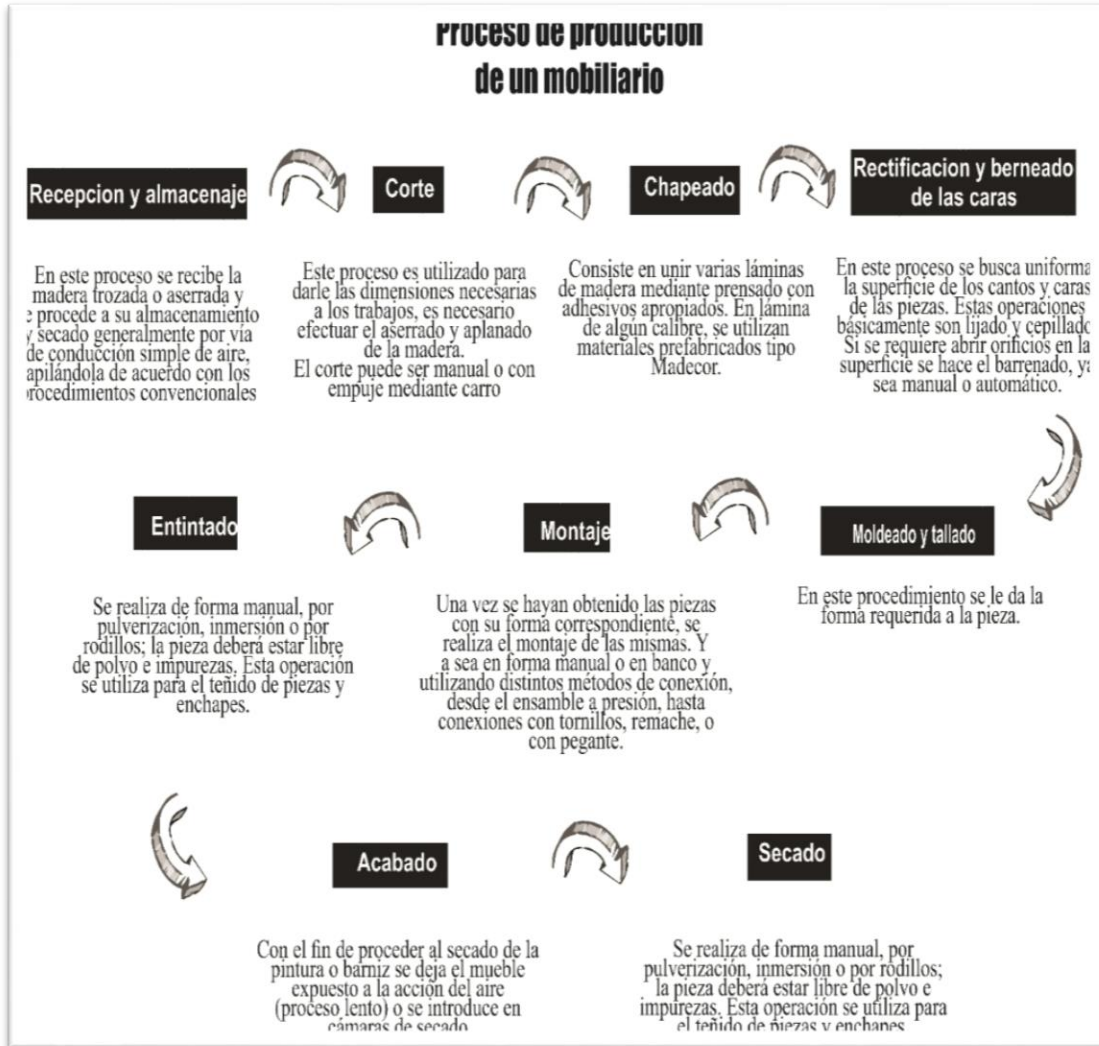 Proceso de producción
de un mobiliario
Recepcion y almacenaje
En este proceso se recibe la
madera trozada o aserrada y
e procede a su almacenamiento
y secado generalmente por vía
de conducción simple de aire,
apilándola de acuerdo con los
rocedimientos convencionales
Corte
Este proceso es utilizado para
darle las dimensiones necesarias
a los trabajos, es necesario
efectuar el aserrado y aplanado
de la madera.
El corte puede ser manual o con
empuje mediante carro
Chapeado
Consiste en unir varias láminas
de madera mediante prensado con
adhesivos apropiados. En lámina
de algún calibre, se utilizan
materiales prefabricados tipo
Madecor.
Rectificacion y berneado
de las caras
En este proceso se busca uniforma
la superficie de los cantos y caras
de las piezas. Estas operaciones
básicamente son lijado y cepillado
Si se requiere abrir orificios en la
superficie se hace el barrenado, ya
sea manual o automático.
Moldeado y tallado
En este procedimiento se le da la
forma requerida a la pieza.
Montaje
Una vez se hayan obtenido las piezas
con su forma correspondiente, se
realiza el montaje de las mismas. Y
a sea en forma manual o en banco y
utilizando distintos métodos de conexión,
desde el ensamble a presión, hasta
conexiones con tornillos, remache, o
con pegante.
Entintado
Se realiza de forma manual, por
pulverización, inmersión o por
rodillos; la pieza deberá estar libre
de polvo e impurezas. Esta operación
se utiliza para el teñido de piezas y
enchapes.
Acabado
Con el fin de proceder al secado de la
pintura o barniz se deja el mueble
expuesto a la acción del aire
(proceso lento) o se introduce en
cámaras de secado
Secado
Se realiza de forma manual, por
pulverización, inmersión o por rodillos;
la pieza deberá estar libre de polvo e
impurezas. Esta operación se utiliza para
el teñido de piezas y enchapes